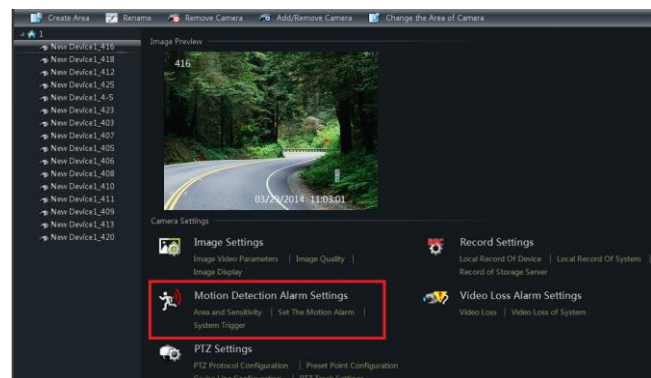 Create Area Rename Remove Camera Add/Remove Camera Change the Area of Camera
1
New Device1_416
New Device1_418
New Device1_412
New Device1_425
New Device1_4-5
New Device1_423
New Device1_403
New Device1_407
New Device1_405
New Device1_406
New Device1_408
New Device1_410
New Device1_411
New Device1_409
New Device1_413
New Device1_420
Image Preview
416
03/29/2014 11:03:01
Camera Settings
Image Settings
Image Video Parameters | Image Quality |
Image Display
Record Settings
Local Record Of Device | Local Record Of System |
Record of Storage Server
Motion Detection Alarm Settings
Area and Sensitivity | Set The Motion Alarm |
System Trigger
Video Loss Alarm Settings
Video Loss | Video Loss of System
PTZ Settings
PTZ Protocol Configuration | Preset Point Configuration